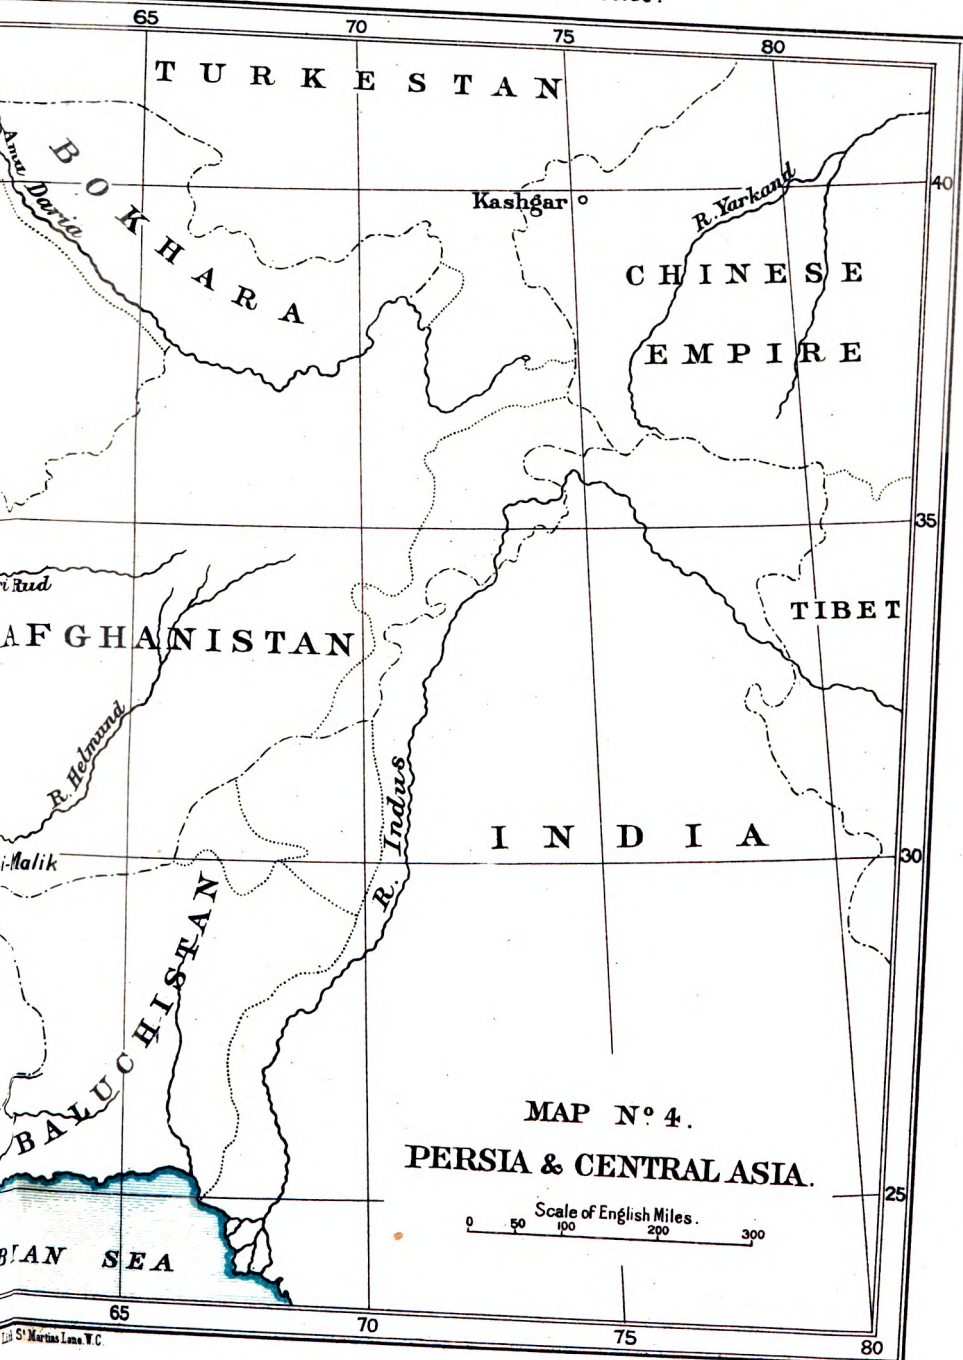 65
70
75
80
TURKESTAN
BOKHARA
Amu Daria
Kashgar
R. Yarkand
40
CHINESE
EMPIRE
35
Rud
TIBET
AFGHANISTAN
R. Helmund
R. Indus
INDIA
i-Malik
30
BALUCHISTAN
MAP No. 4.
PERSIA & CENTRAL ASIA.
Scale of English Miles.
0 50 100 200 300
25
IAN SEA
65
70
75
80
St Martins Lane. W.C.